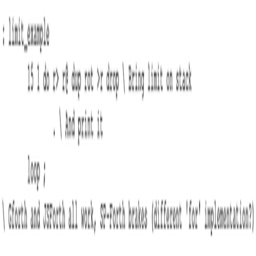 : limit_example
15 1 do r> r@ dup rot >r drop \ Bring limit on stack
. \ And print it
loop ;
\ Gforth and JSForth all work, SP-Forth brakes (different 'for' implementation?)